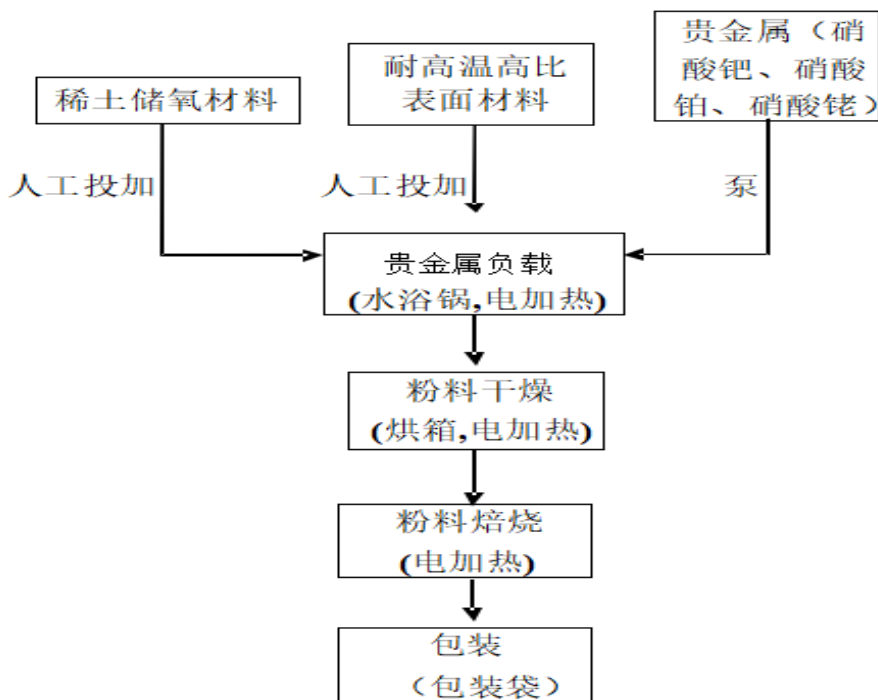 稀土储氧材料
耐高温高比
表面材料
贵金属（硝
酸钯、硝酸
铂、硝酸铑）
人工投加
人工投加
泵
贵金属负载
(水浴锅,电加热)
粉料干燥
(烘箱,电加热)
粉料焙烧
(电加热)
包装
（包装袋）